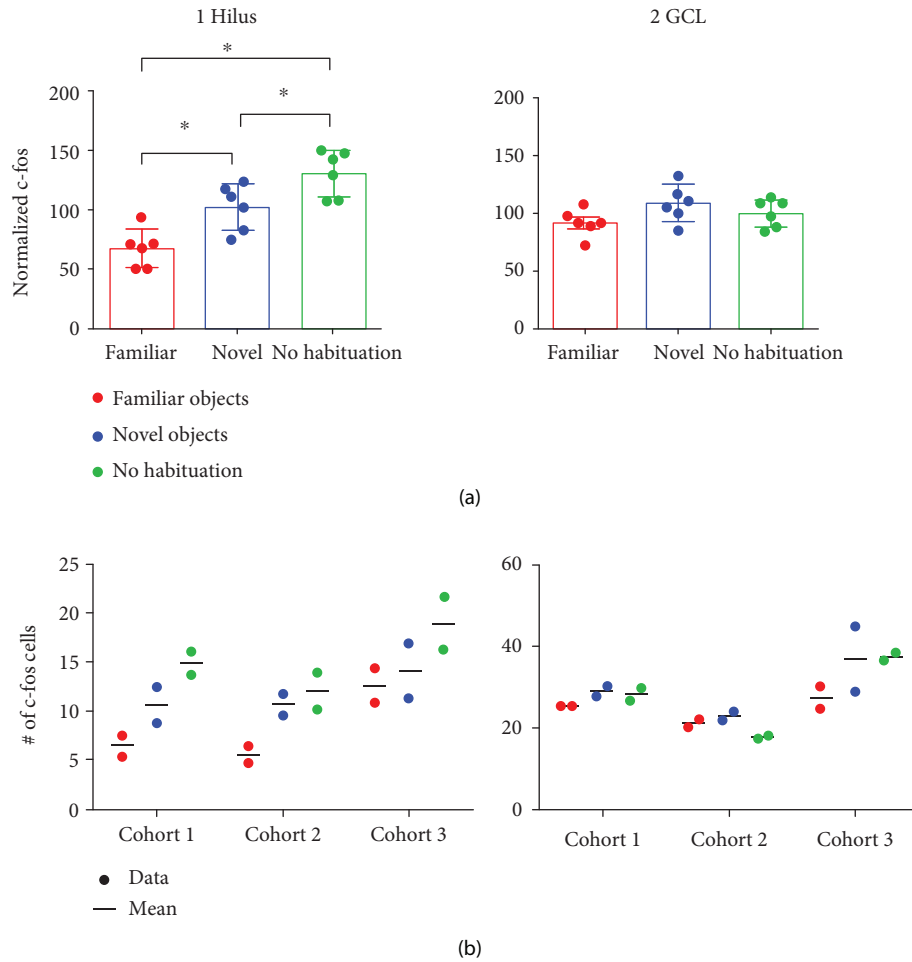 1 Hilus
2 GCL
*
*
*
Normalized c-fos
200
150
100
50
0
Familiar Novel No habituation
200
150
100
50
0
Familiar Novel No habituation
Familiar objects
Novel objects
No habituation
(a)
# of c-fos cells
25
20
15
10
5
0
Cohort 1 Cohort 2 Cohort 3
60
40
20
0
Cohort 1 Cohort 2 Cohort 3
Data
Mean
(b)